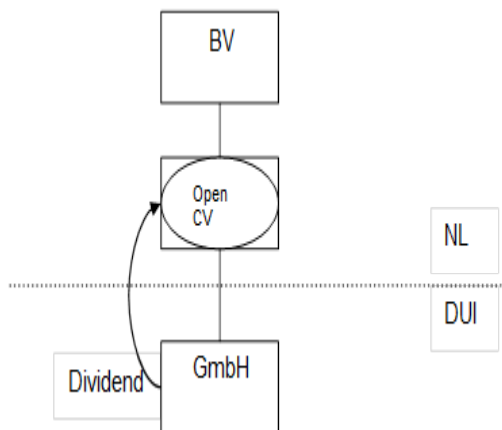 BV
Open
CV
NL
DUI
Dividend
GmbH